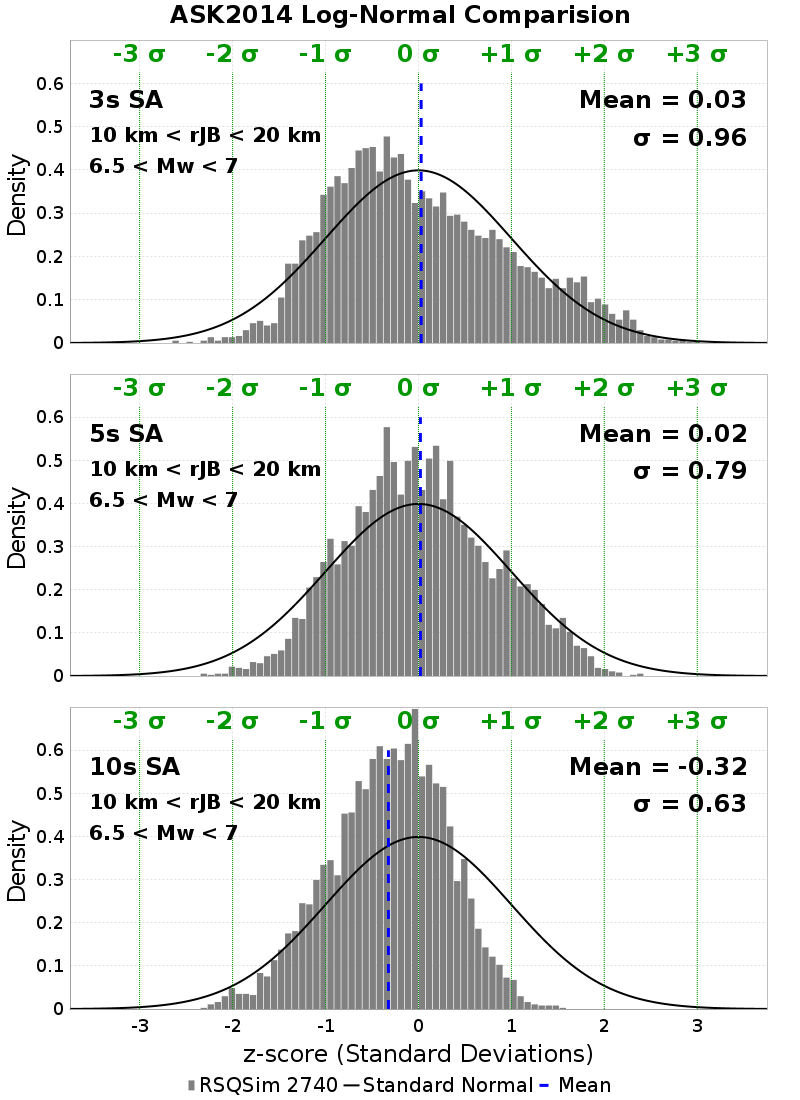 ASK2014 Log-Normal Comparision
-3 σ -2 σ -1 σ 0 σ +1 σ +2 σ +3 σ
3s SA
10 km < rJB < 20 km
6.5 < Mw < 7
Mean = 0.03
σ = 0.96
Density
0.6
0.5
0.4
0.3
0.2
0.1
0
-3 σ -2 σ -1 σ 0 σ +1 σ +2 σ +3 σ
5s SA
10 km < rJB < 20 km
6.5 < Mw < 7
Mean = 0.02
σ = 0.79
Density
0.6
0.5
0.4
0.3
0.2
0.1
0
-3 σ -2 σ -1 σ 0 σ +1 σ +2 σ +3 σ
10s SA
10 km < rJB < 20 km
6.5 < Mw < 7
Mean = -0.32
σ = 0.63
Density
0.6
0.5
0.4
0.3
0.2
0.1
0
-3 -2 -1 0 1 2 3
z-score (Standard Deviations)
RSQSim 2740 Standard Normal Mean